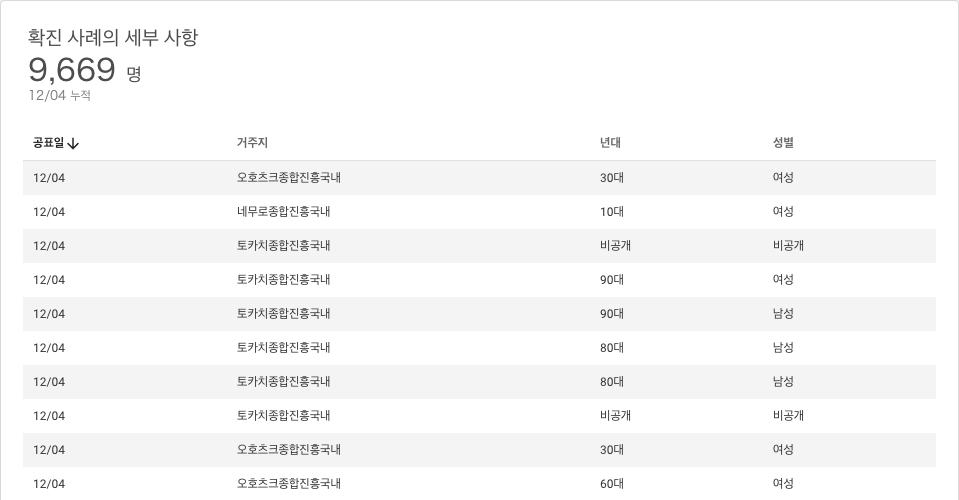 확진 사례의 세부 사항
9,669 명
12/04 누적
공표일↓ 거주지 년대 성별
12/04 오호츠크종합진흥국내 30대 여성
12/04 네무로종합진흥국내 10대 여성
12/04 토카치종합진흥국내 비공개 비공개
12/04 토카치종합진흥국내 90대 여성
12/04 토카치종합진흥국내 90대 남성
12/04 토카치종합진흥국내 80대 남성
12/04 토카치종합진흥국내 80대 남성
12/04 토카치종합진흥국내 비공개 비공개
12/04 오호츠크종합진흥국내 30대 여성
12/04 오호츠크종합진흥국내 60대 여성